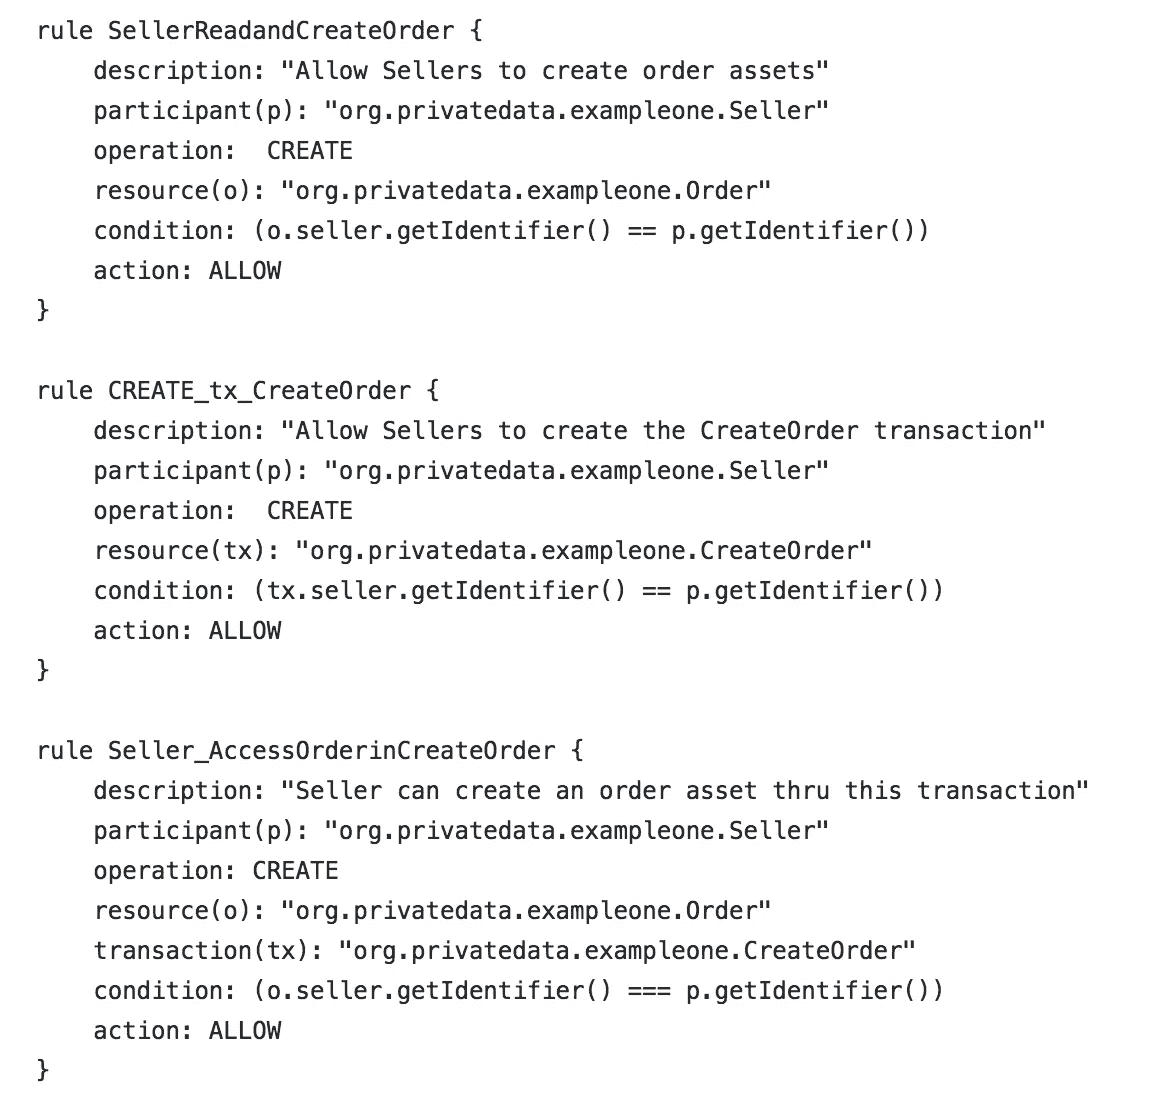 rule SellerReadandCreateOrder {
    description: "Allow Sellers to create order assets"
    participant(p): "org.privatedata.exampleone.Seller"
    operation:  CREATE
    resource(o): "org.privatedata.exampleone.Order"
    condition: (o.seller.getIdentifier() == p.getIdentifier())
    action: ALLOW
}

rule CREATE_tx_CreateOrder {
    description: "Allow Sellers to create the CreateOrder transaction"
    participant(p): "org.privatedata.exampleone.Seller"
    operation:  CREATE
    resource(tx): "org.privatedata.exampleone.CreateOrder"
    condition: (tx.seller.getIdentifier() == p.getIdentifier())
    action: ALLOW
}

rule Seller_AccessOrderinCreateOrder {
    description: "Seller can create an order asset thru this transaction"
    participant(p): "org.privatedata.exampleone.Seller"
    operation: CREATE
    resource(o): "org.privatedata.exampleone.Order"
    transaction(tx): "org.privatedata.exampleone.CreateOrder"
    condition: (o.seller.getIdentifier() === p.getIdentifier())
    action: ALLOW
}